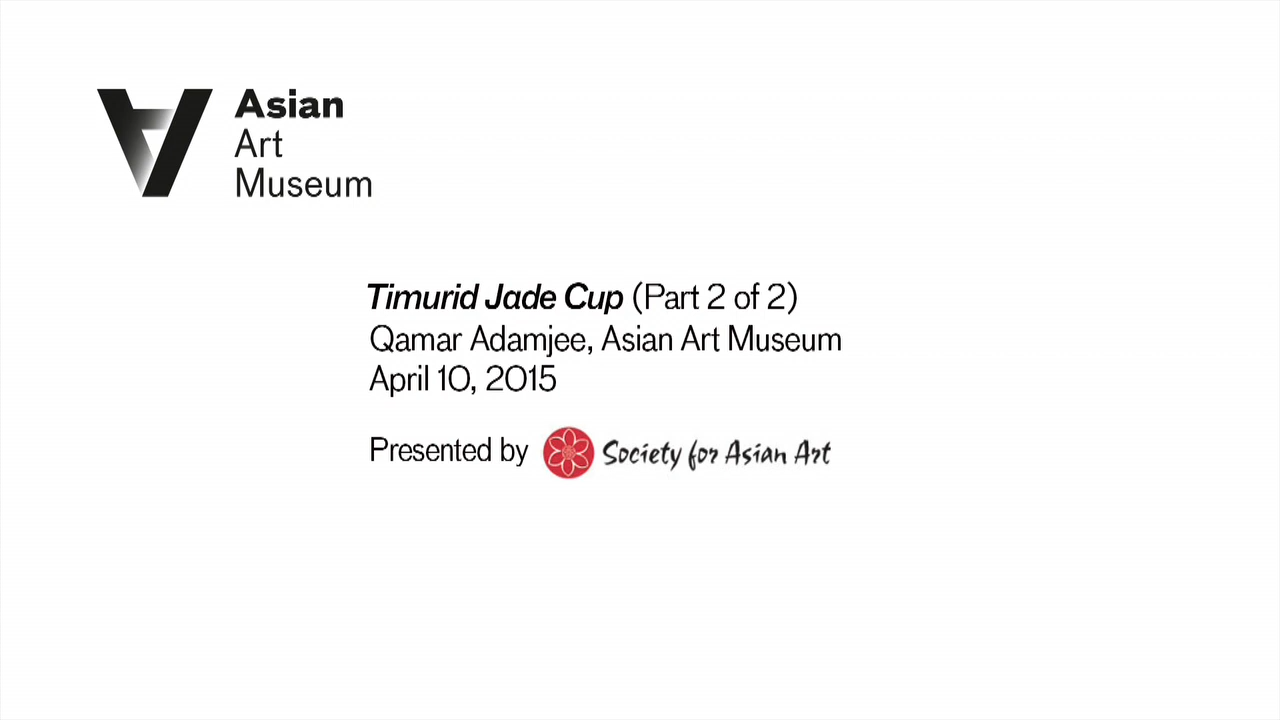 Asian
Art
Museum
Timurid Jade Cup (Part 2 of 2)
Qamar Adamjee, Asian Art Museum
April 10, 2015
Presented by Society for Asian Art